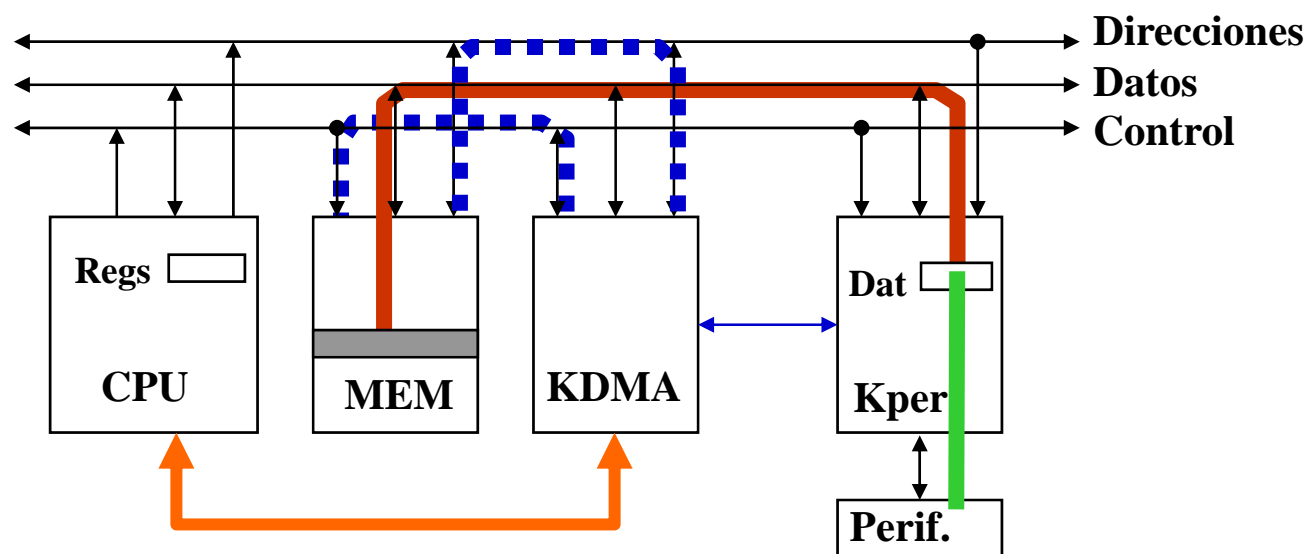 Direcciones
Datos
Control
Regs
Dat
CPU
MEM
KDMA
Kper
Perif.